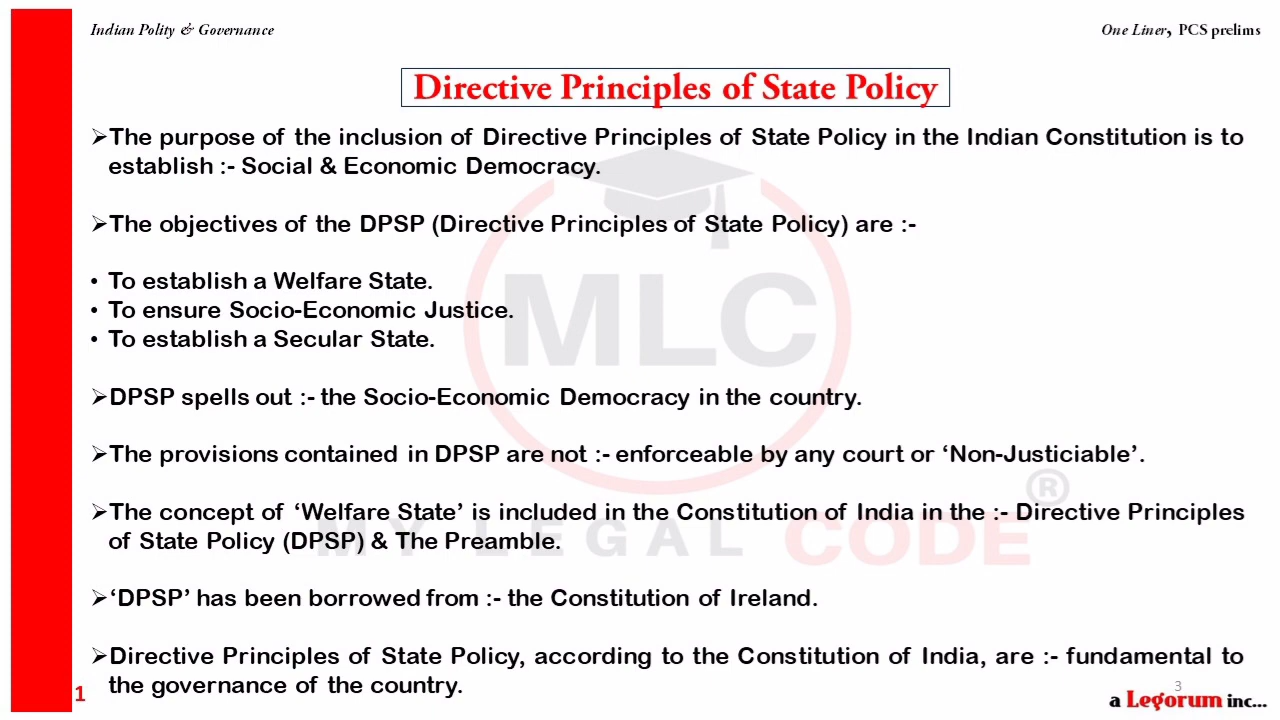 Indian Polity & Governance
One Liner, PCS prelims
Directive Principles of State Policy
➢The purpose of the inclusion of Directive Principles of State Policy in the Indian Constitution is to
establish :- Social & Economic Democracy.
➢The objectives of the DPSP (Directive Principles of State Policy) are :-
• To establish a Welfare State.
• To ensure Socio-Economic Justice.
• To establish a Secular State.
➢DPSP spells out :- the Socio-Economic Democracy in the country.
➢The provisions contained in DPSP are not :- enforceable by any court or ‘Non-Justiciable’.
➢The concept of ‘Welfare State’ is included in the Constitution of India in the :- Directive Principles
of State Policy (DPSP) & The Preamble.
➢‘DPSP’ has been borrowed from :- the Constitution of Ireland.
➢Directive Principles of State Policy, according to the Constitution of India, are :- fundamental to
the governance of the country.
MLC
MY LEGAL CODE ®
1
3
a Legorum inc...